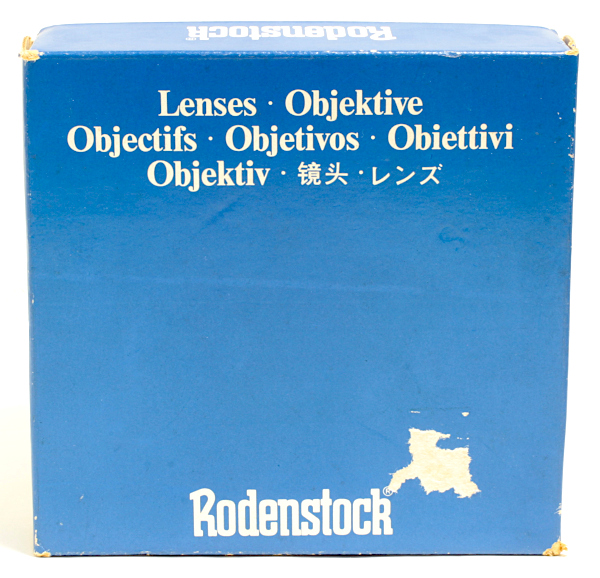 Rodenstock
Lenses · Objektive
Objectifs · Objetivos · Obiettivi
Objektiv · 镜头 · レンズ
Rodenstock®